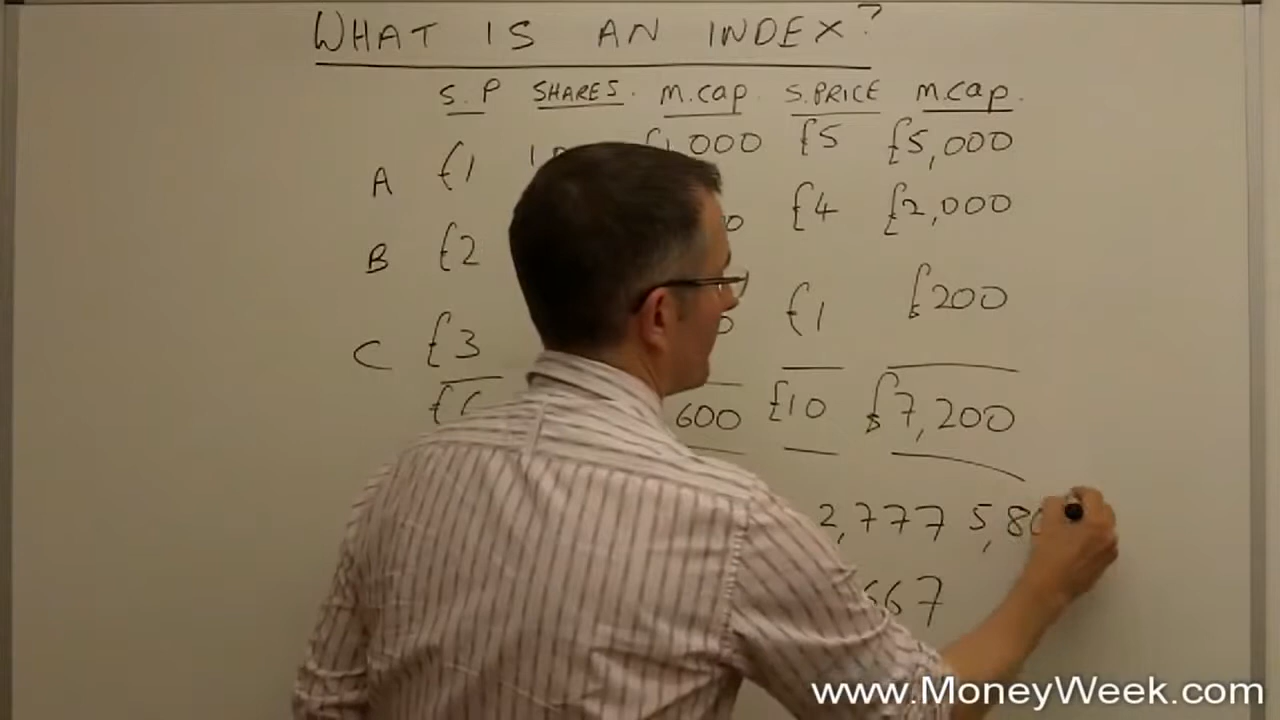 WHAT IS AN INDEX?
S.P SHARES. M.Cap. S.PRICE M.Cap.
A £1 £1,000 £5 £5,000
B £2 £4 £2,000
C £3 £1 £200
600 £10 £7,200
2,777 5,80
667
www.MoneyWeek.com